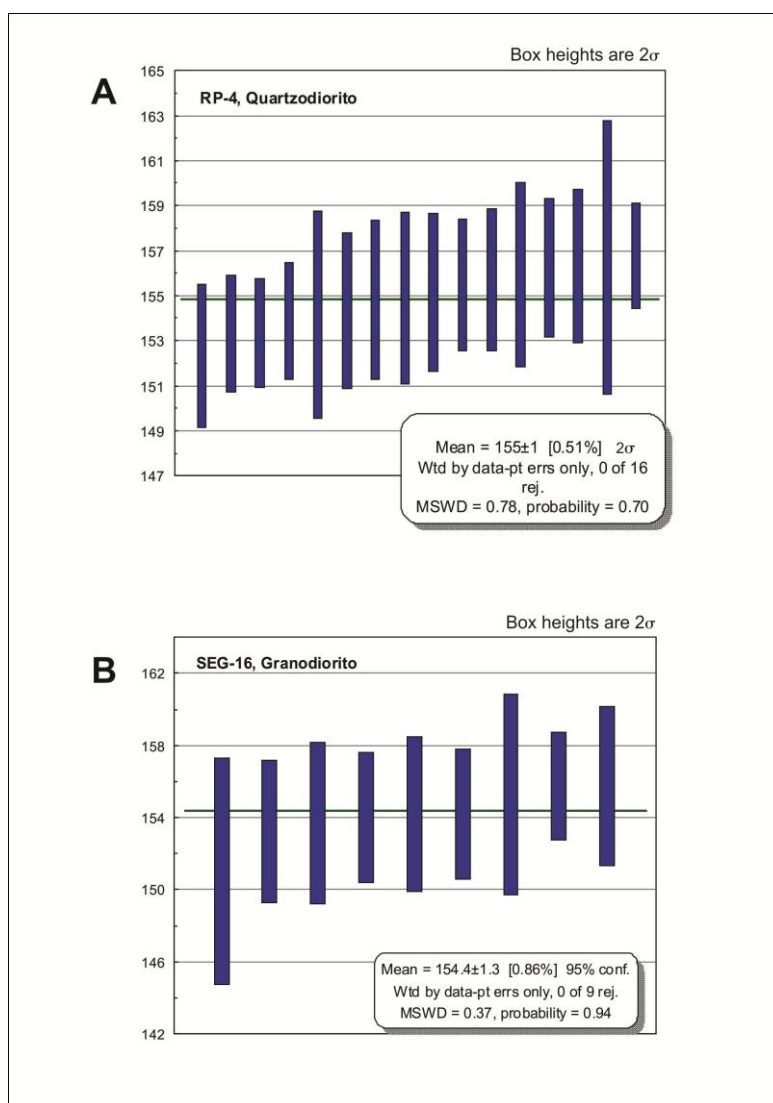 Box heights are 2σ
A
RP-4, Quartzodiorito
165
163
161
159
157
155
153
151
149
147
Mean = 155±1 [0.51%] 2σ
Wtd by data-pt errs only, 0 of 16
rej.
MSWD = 0.78, probability = 0.70
Box heights are 2σ
B
SEG-16, Granodiorito
162
158
154
150
146
142
Mean = 154.4±1.3 [0.86%] 95% conf.
Wtd by data-pt errs only, 0 of 9 rej.
MSWD = 0.37, probability = 0.94